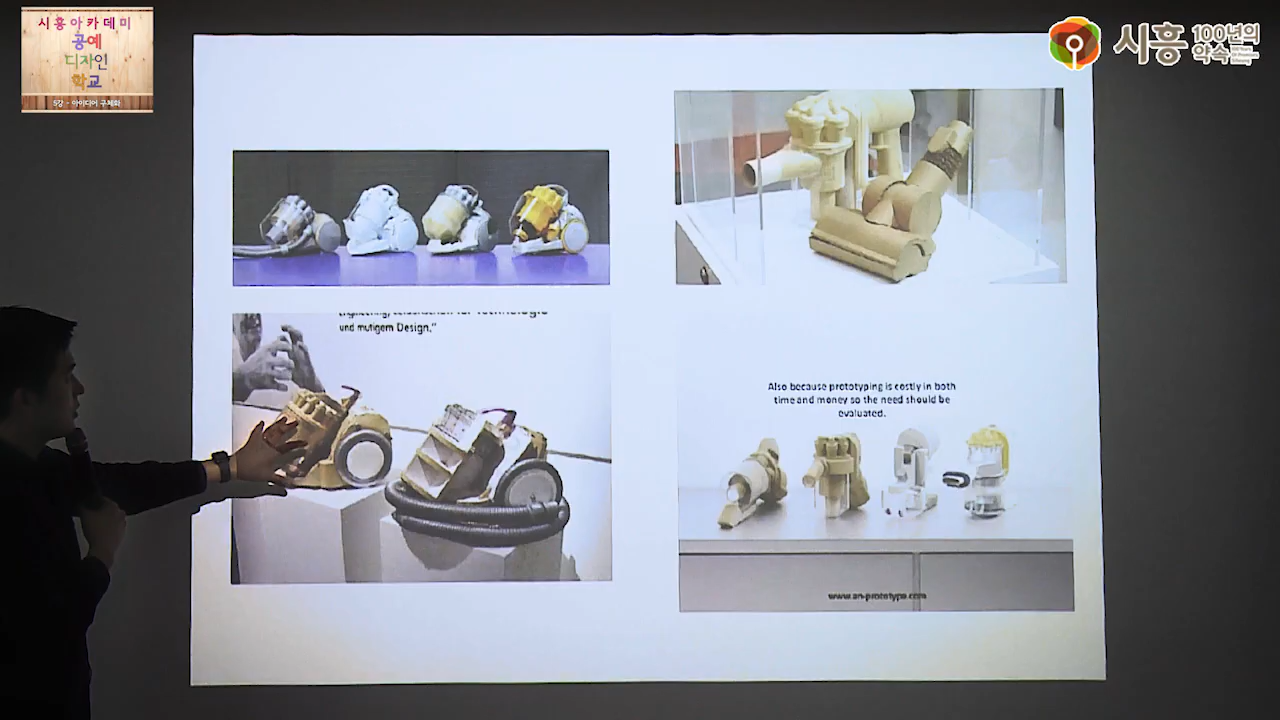 시흥아카데미
공예
디자인
학교
5강 - 아이디어 구체화
시흥 100년의
약속
und mutigem Design."
Also because prototyping is costly in both
time and money so the need should be
evaluated.
www.an-prototype.com